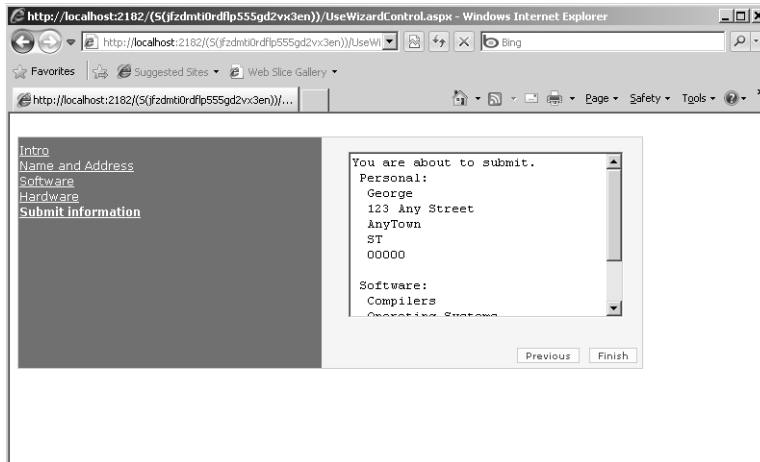 http://localhost:2182/(S(jfzdmti0rdflp555gd2vx3en))/UseWizardControl.aspx - Windows Internet Explorer
http://localhost:2182/(S(jfzdmti0rdflp555gd2vx3en))/UseWi
Bing
Favorites Suggested Sites Web Slice Gallery
http://localhost:2182/(S(jfzdmti0rdflp555gd2vx3en))/...
Page Safety Tools
Intro
Name and Address
Software
Hardware
Submit information
You are about to submit.
Personal:
George
123 Any Street
AnyTown
ST
00000
Software:
Compilers
Operating Systems
Previous Finish